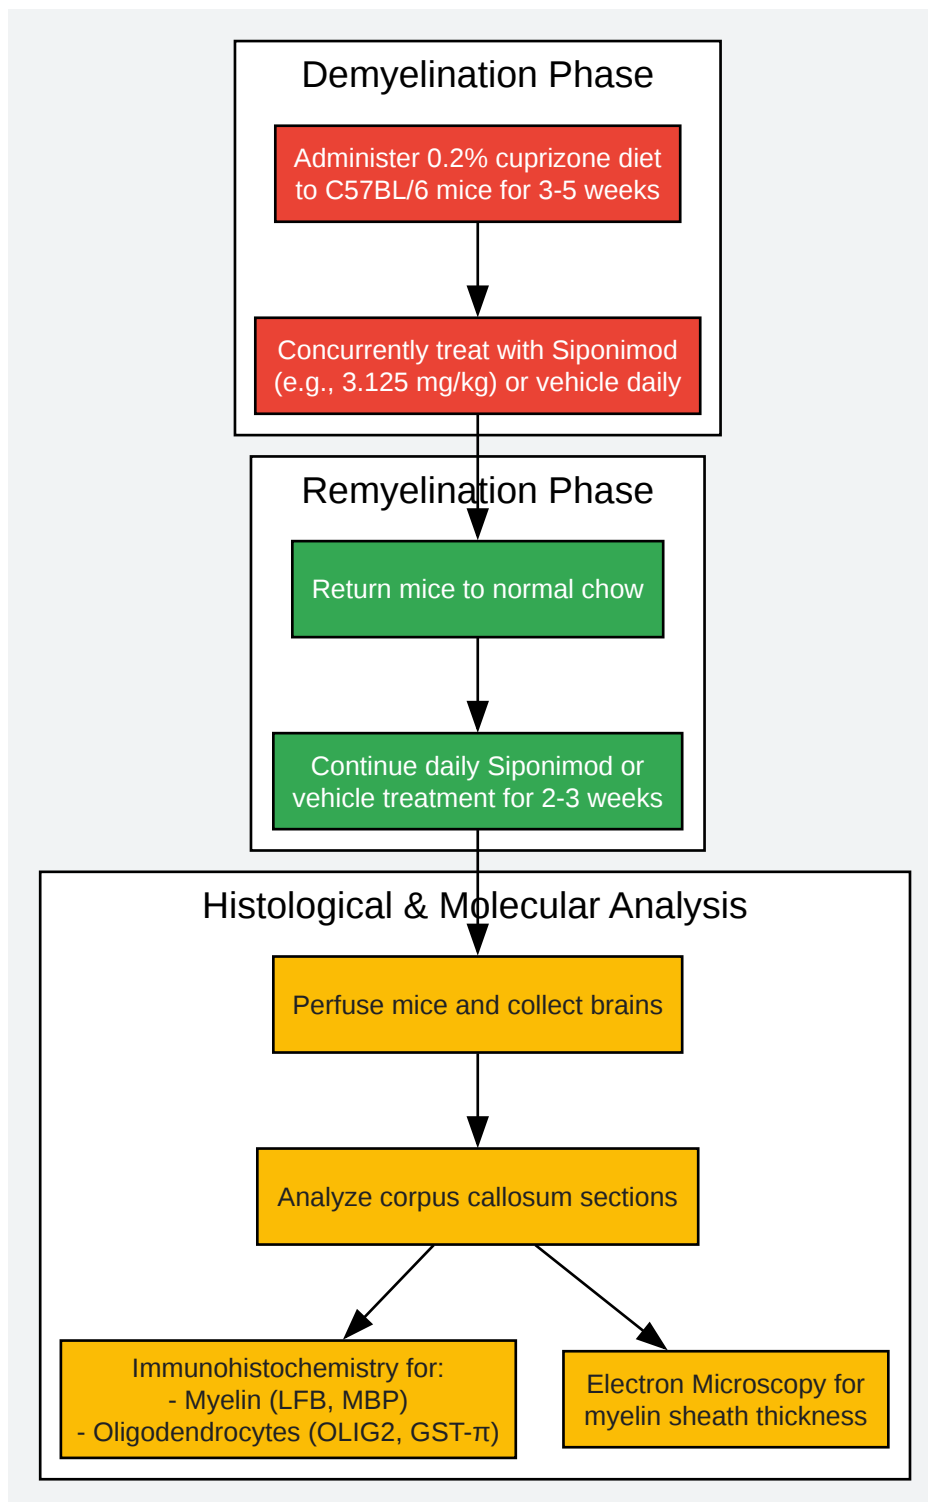 Demyelination Phase
Administer 0.2% cuprizone diet
to C57BL/6 mice for 3-5 weeks
Concurrently treat with Siponimod
(e.g., 3.125 mg/kg) or vehicle daily
Remyelination Phase
Return mice to normal chow
Continue daily Siponimod or
vehicle treatment for 2-3 weeks
Histological & Molecular Analysis
Perfuse mice and collect brains
Analyze corpus callosum sections
Immunohistochemistry for:
- Myelin (LFB, MBP)
- Oligodendrocytes (OLIG2, GST-π)
Electron Microscopy for
myelin sheath thickness